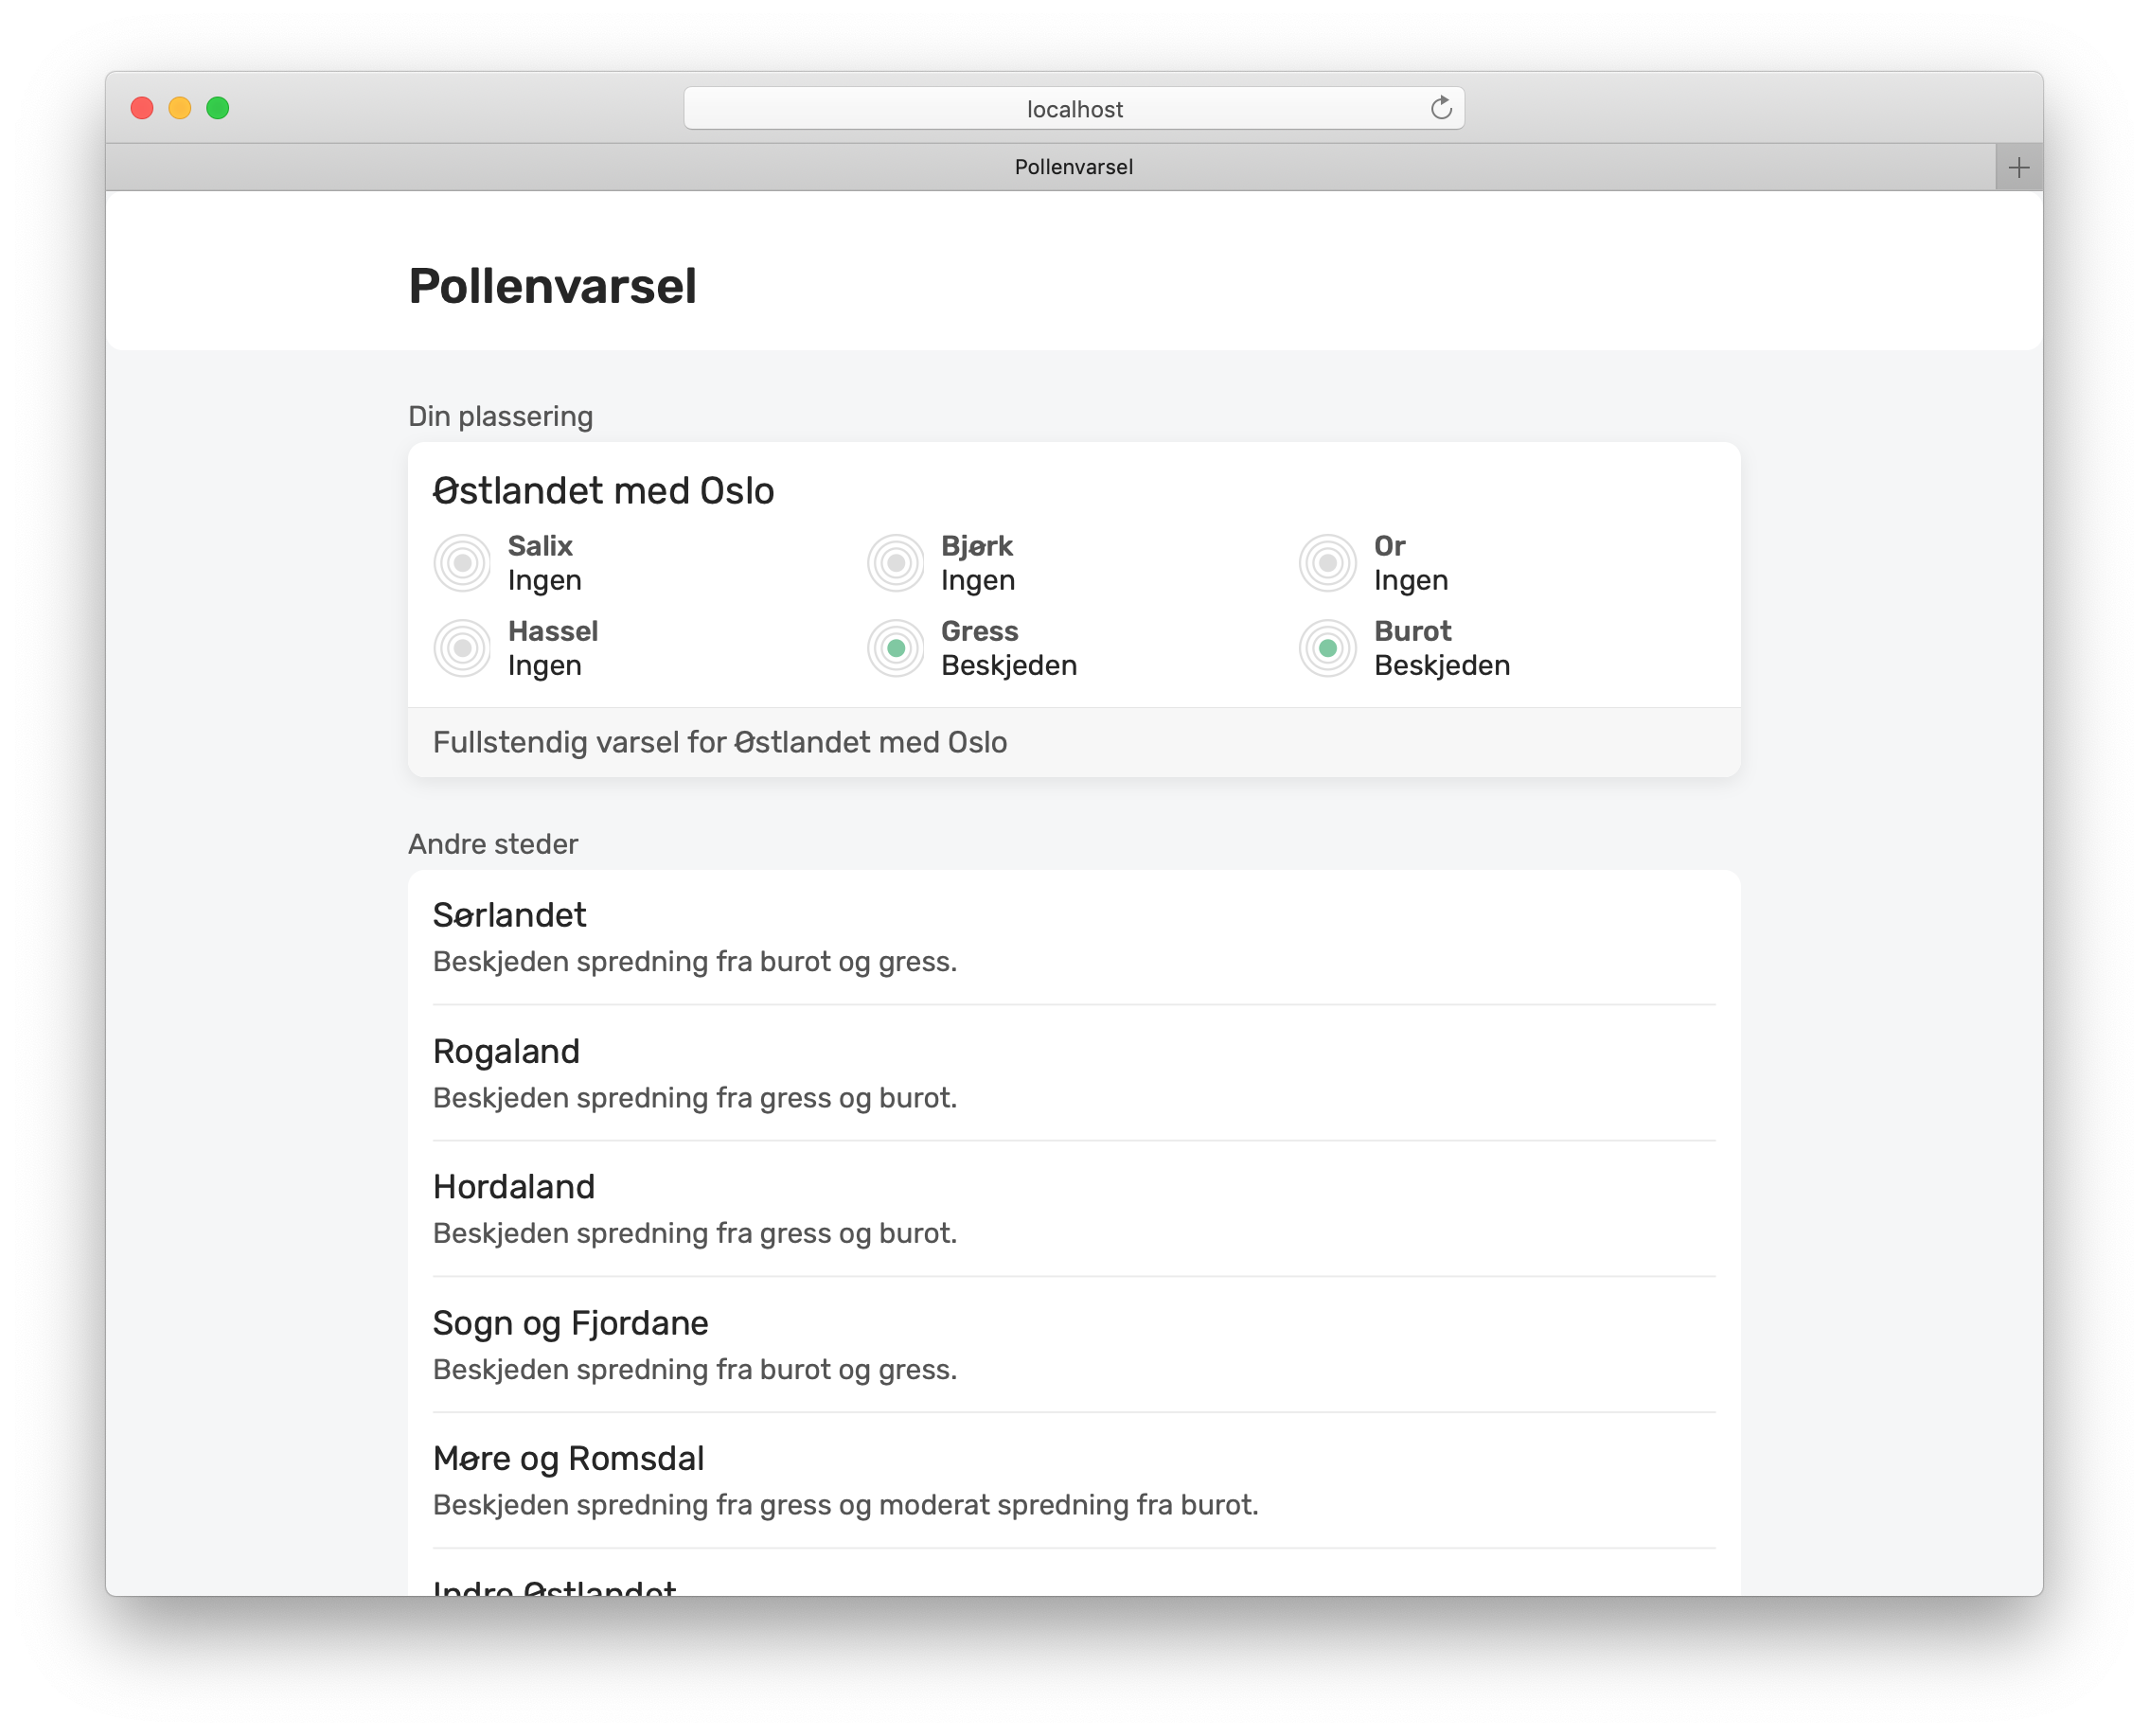 localhost
Pollenvarsel
Pollenvarsel
Din plassering
Østlandet med Oslo
Salix
Ingen
Bjørk
Ingen
Or
Ingen
Hassel
Ingen
Gress
Beskjeden
Burot
Beskjeden
Fullstendig varsel for Østlandet med Oslo
Andre steder
Sørlandet
Beskjeden spredning fra burot og gress.
Rogaland
Beskjeden spredning fra gress og burot.
Hordaland
Beskjeden spredning fra gress og burot.
Sogn og Fjordane
Beskjeden spredning fra burot og gress.
Møre og Romsdal
Beskjeden spredning fra gress og moderat spredning fra burot.
Indre Østlandet